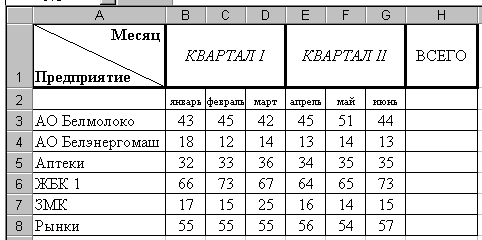 A B C D E F G H
Месяц
1 Предприятие КВАРТАЛ I КВАРТАЛ II ВСЕГО
2 январь февраль март апрель май июнь
3 АО Белмолоко 43 45 42 45 51 44
4 АО Белэнергомаш 18 12 14 13 14 13
5 Аптеки 32 33 36 34 35 35
6 ЖБК 1 66 73 67 64 65 73
7 ЗМК 17 15 25 16 14 15
8 Рынки 55 55 55 56 54 57